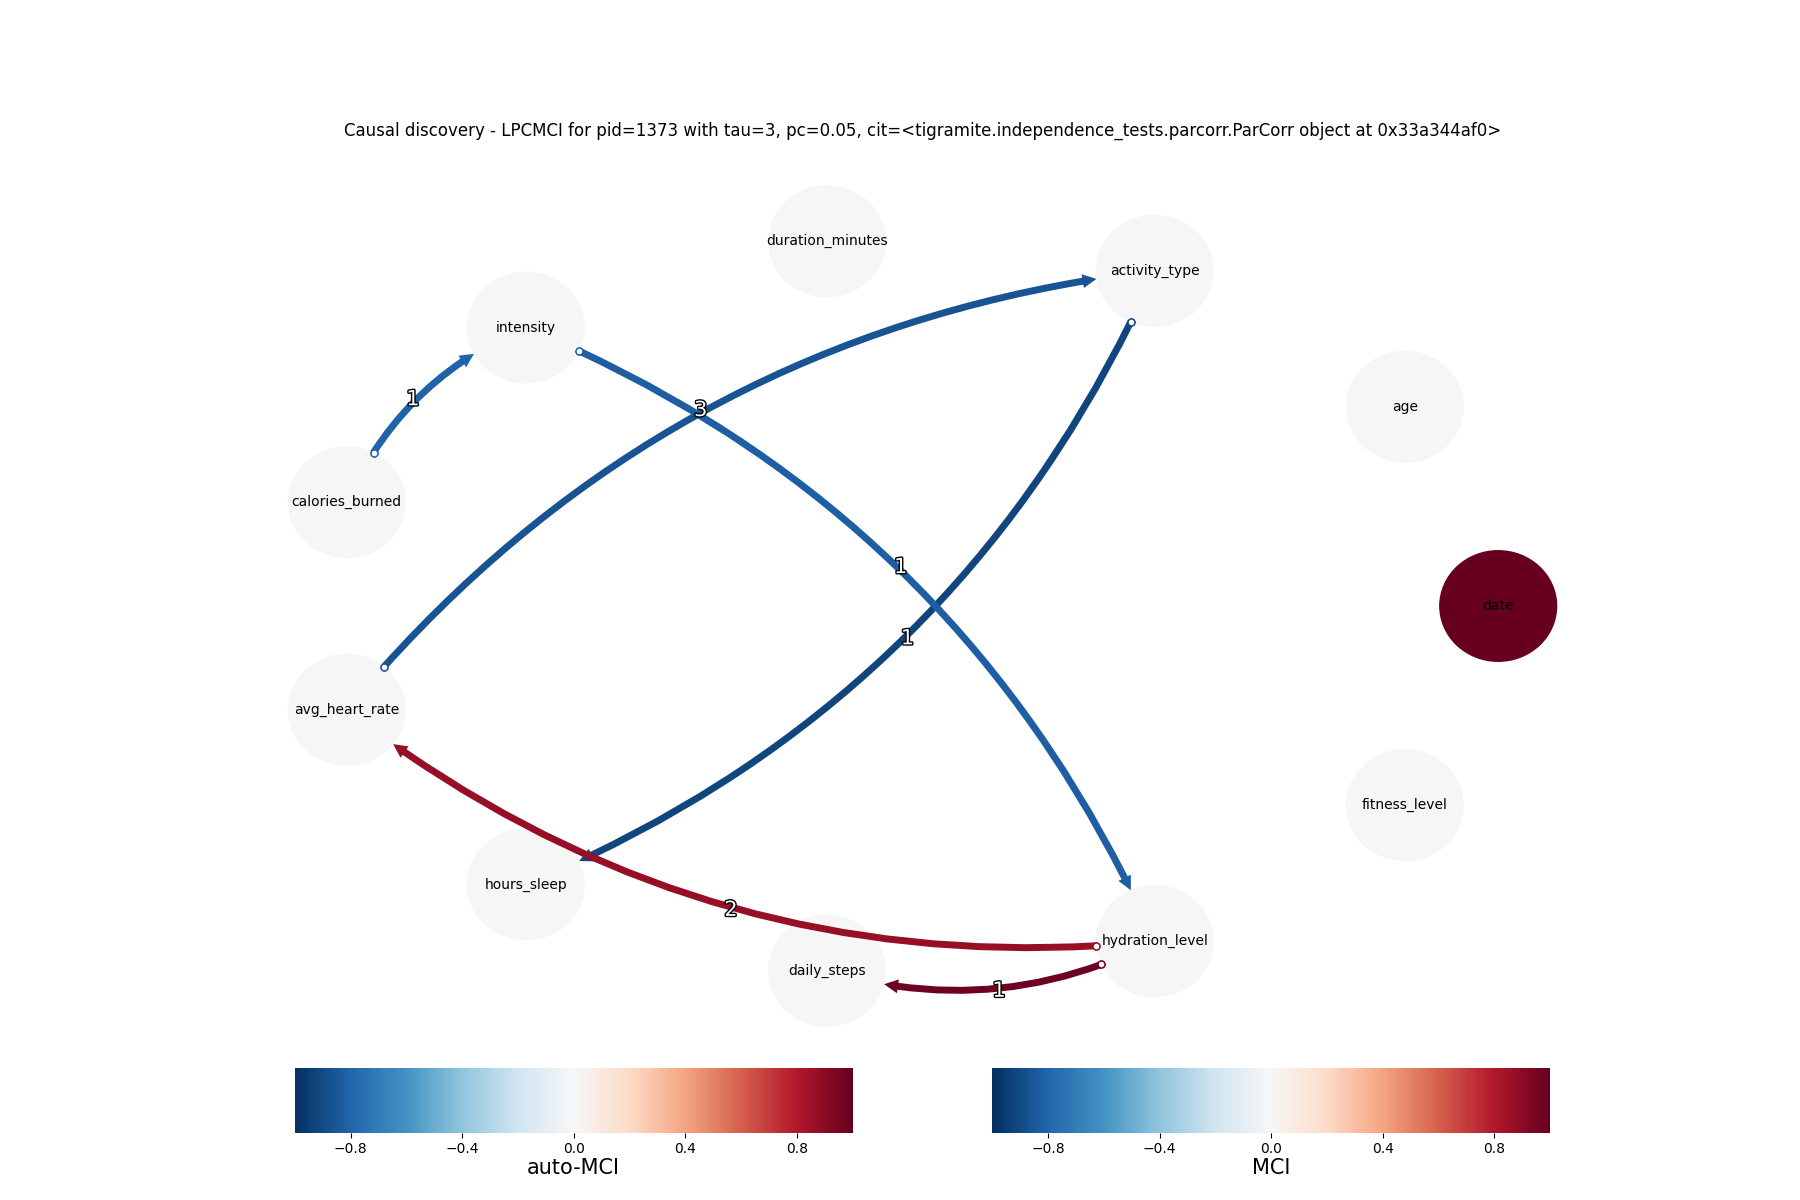 Causal discovery - LPCMCI for pid=1373 with tau=3, pc=0.05, cit=<tigramite.independence_tests.parcorr.ParCorr object at 0x33a344af0>
duration_minutes
activity_type
intensity
age
1
3
calories_burned
1
date
1
avg_heart_rate
fitness_level
hours_sleep
2
hydration_level
daily_steps
1
−0.8 −0.4 0.0 0.4 0.8
auto-MCI
−0.8 −0.4 0.0 0.4 0.8
MCI